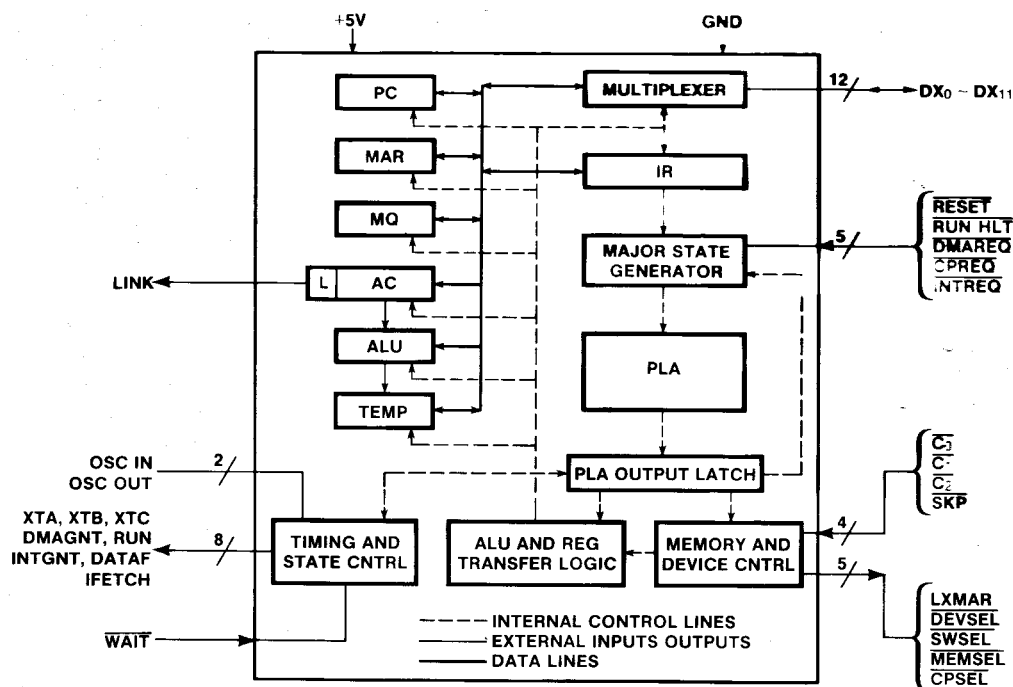 +5V
GND
PC
MULTIPLEXER
12
DX₀ ~ DX₁₁
MAR
IR
MQ
MAJOR STATE
GENERATOR
5
RESET
RUN HLT
DMAREQ
CPREQ
INTREQ
LINK
L
AC
ALU
PLA
TEMP
OSC IN
OSC OUT
2
PLA OUTPUT LATCH
C₀
C₁
C₂
SKP
4
XTA, XTB, XTC
DMAGNT, RUN
INTGNT, DATAF
IFETCH
8
TIMING AND
STATE CNTRL
ALU AND REG
TRANSFER LOGIC
MEMORY AND
DEVICE CNTRL
5
LXMAR
DEVSEL
SWSEL
MEMSEL
CPSEL
WAIT
INTERNAL CONTROL LINES
EXTERNAL INPUTS OUTPUTS
DATA LINES